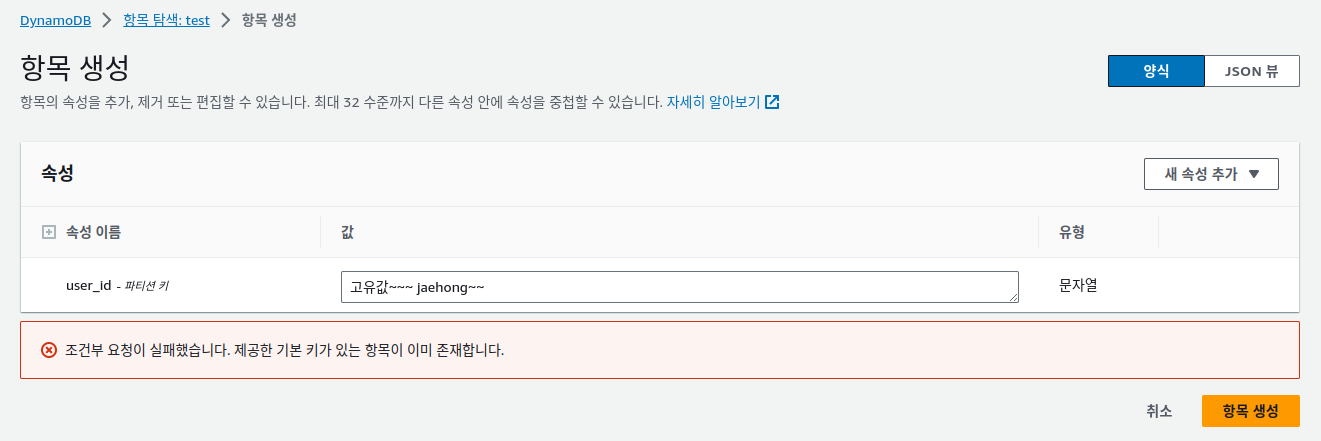 DynamoDB > 항목 탐색: test > 항목 생성
항목 생성
양식 JSON 뷰
항목의 속성을 추가, 제거 또는 편집할 수 있습니다. 최대 32 수준까지 다른 속성 안에 속성을 중첩할 수 있습니다. 자세히 알아보기
속성
새 속성 추가 ▼
속성 이름 값 유형
user_id - 파티션 키 고유값~~~ jaehong~~ 문자열
조건부 요청이 실패했습니다. 제공한 기본 키가 있는 항목이 이미 존재합니다.
취소 항목 생성